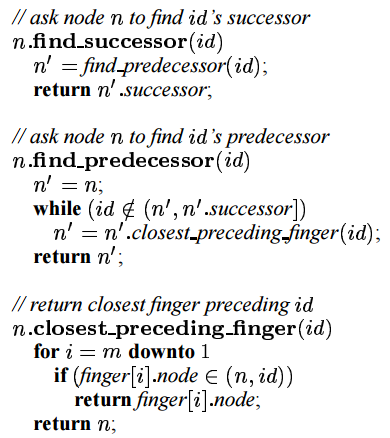 // ask node n to find id's successor
n.find_successor(id)
n′ = find_predecessor(id);
return n′.successor;
// ask node n to find id's predecessor
n.find_predecessor(id)
n′ = n;
while (id ∉ (n′, n′.successor])
n′ = n′.closest_preceding_finger(id);
return n′;
// return closest finger preceding id
n.closest_preceding_finger(id)
for i = m downto 1
if (finger[i].node ∈ (n, id))
return finger[i].node;
return n;